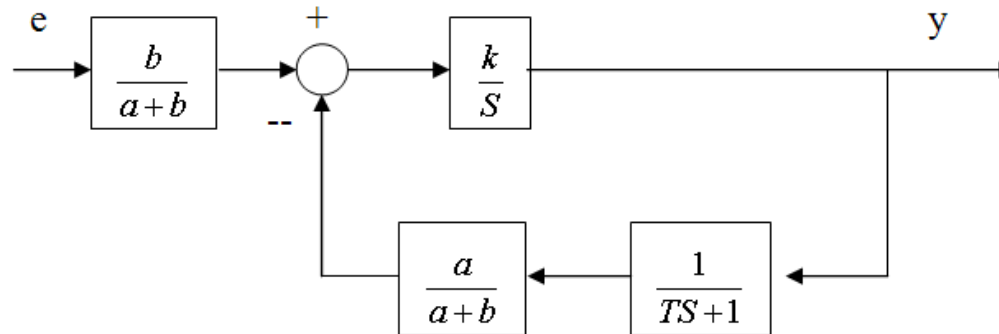 e
+
y
b/(a+b)
k/S
--
a/(a+b)
1/(TS+1)